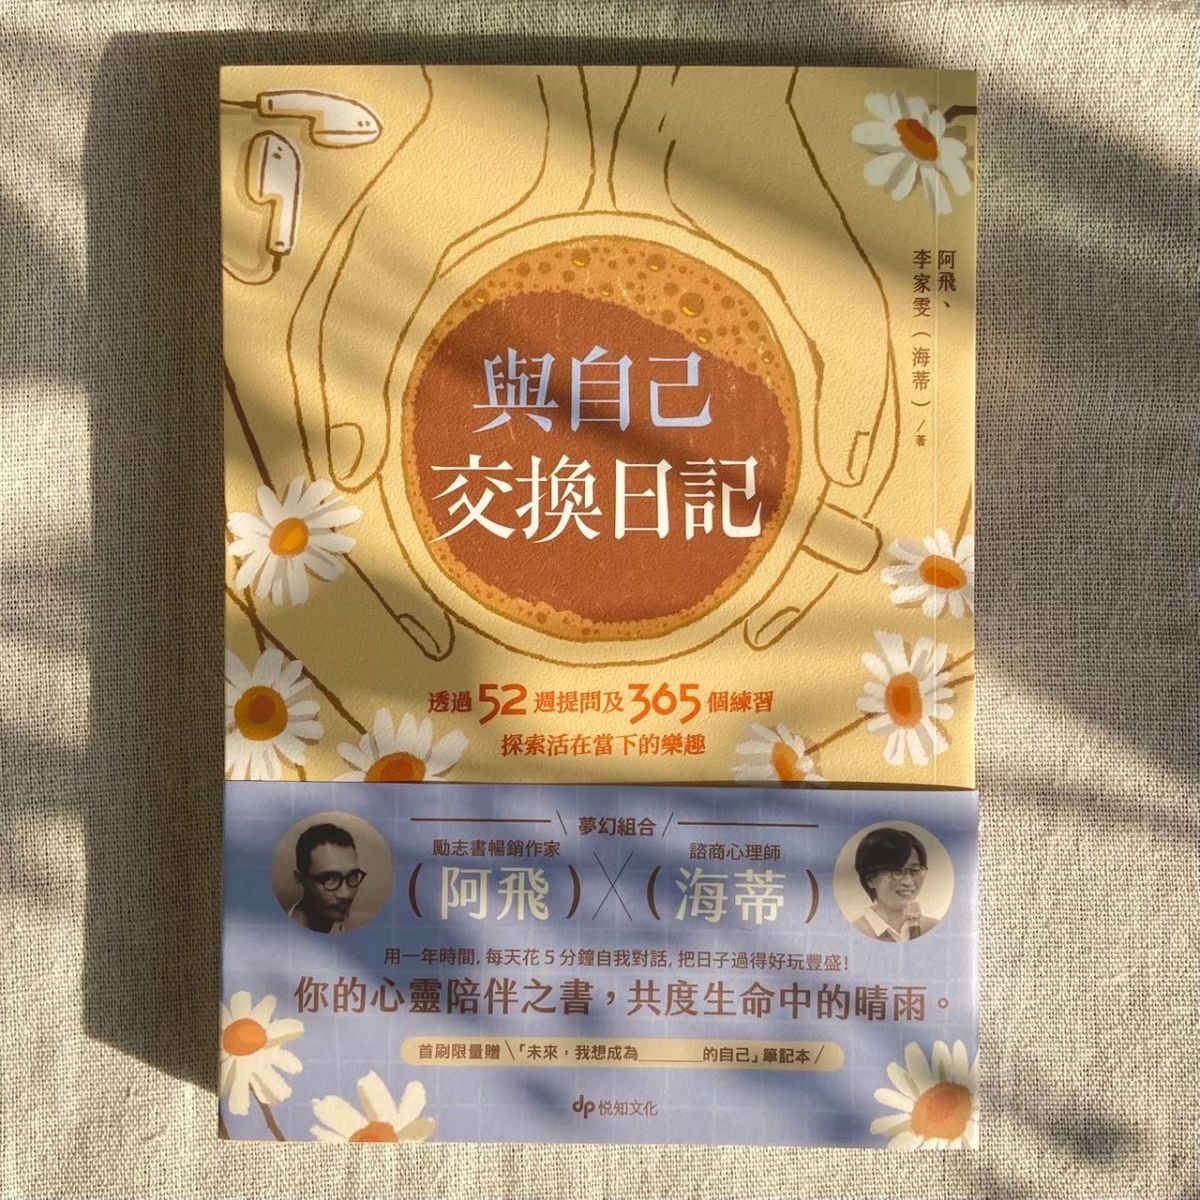 阿飛、
李家雯（海蒂）／著
與自己
交換日記
透過52週提問及365個練習
探索活在當下的樂趣
夢幻組合
勵志書暢銷作家
（阿飛）
諮商心理師
（海蒂）
用一年時間，每天花5分鐘自我對話，把日子過得好玩豐盛！
你的心靈陪伴之書，共度生命中的晴雨。
首刷限量贈 \「未來，我想成為______的自己」筆記本/
dp 悅知文化